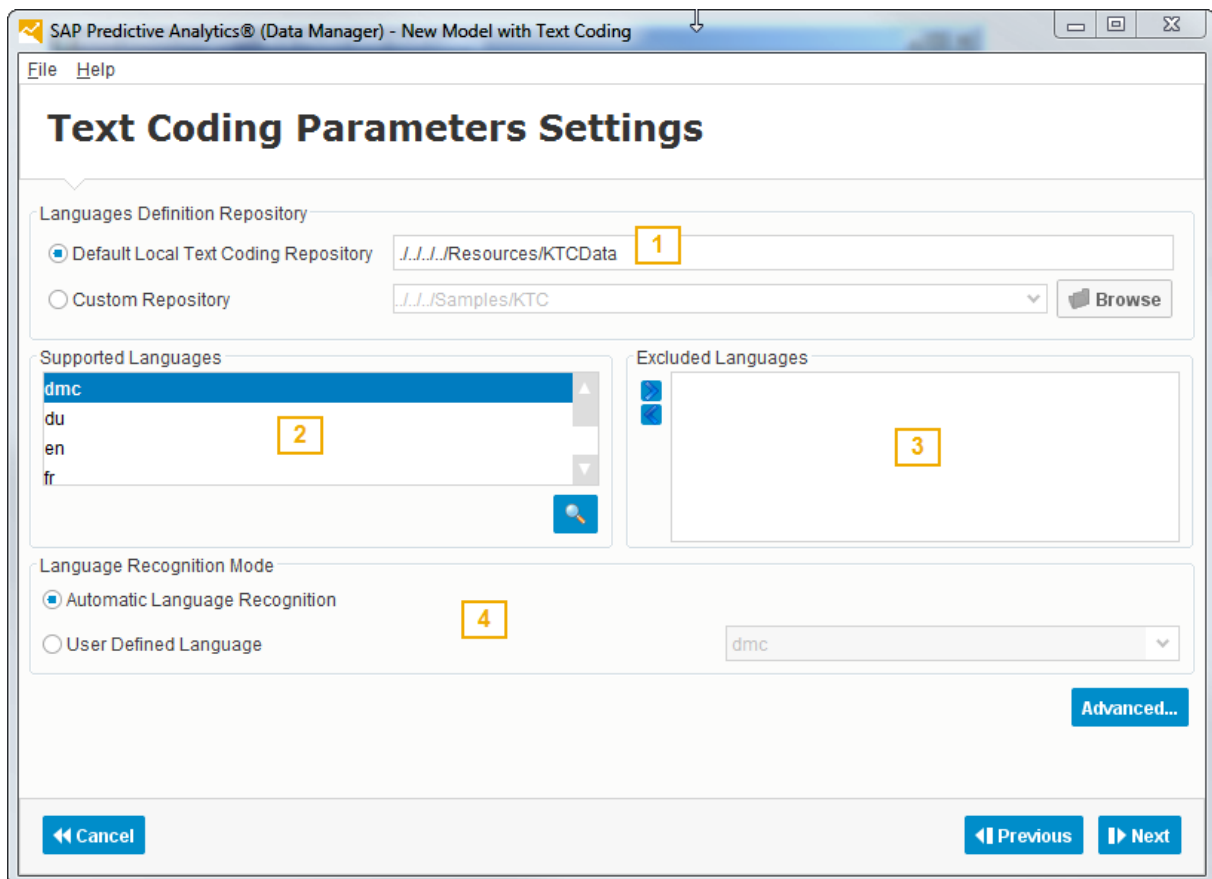 SAP Predictive Analytics® (Data Manager) - New Model with Text Coding
File Help
Text Coding Parameters Settings
Languages Definition Repository
Default Local Text Coding Repository ./../../../Resources/KTCData 1
Custom Repository ../../../Samples/KTC Browse
Supported Languages Excluded Languages
dmc
du
en
fr
2
3
Language Recognition Mode
Automatic Language Recognition
4
User Defined Language dmc
Advanced...
Cancel Previous Next